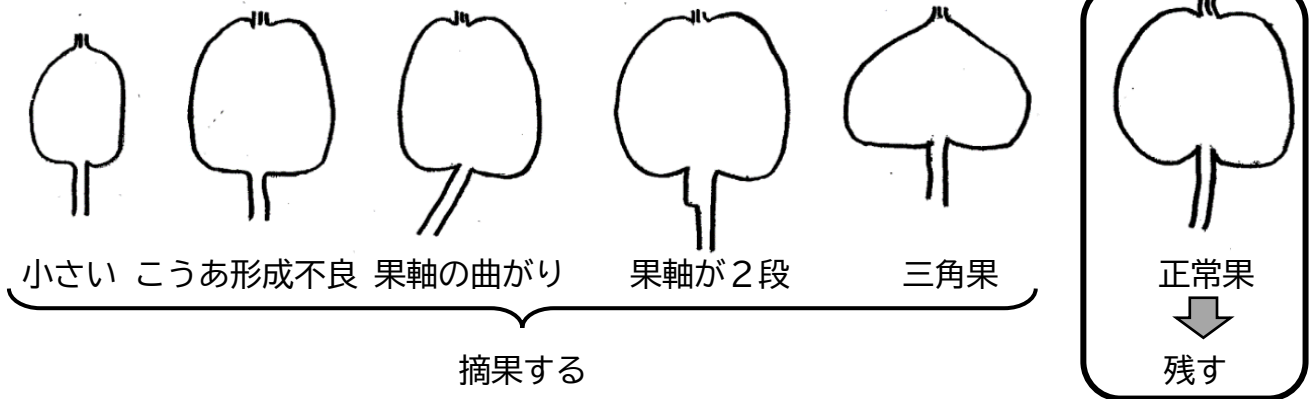 小さい
こうあ形成不良
果軸の曲がり
果軸が２段
三角果
正常果
摘果する
残す